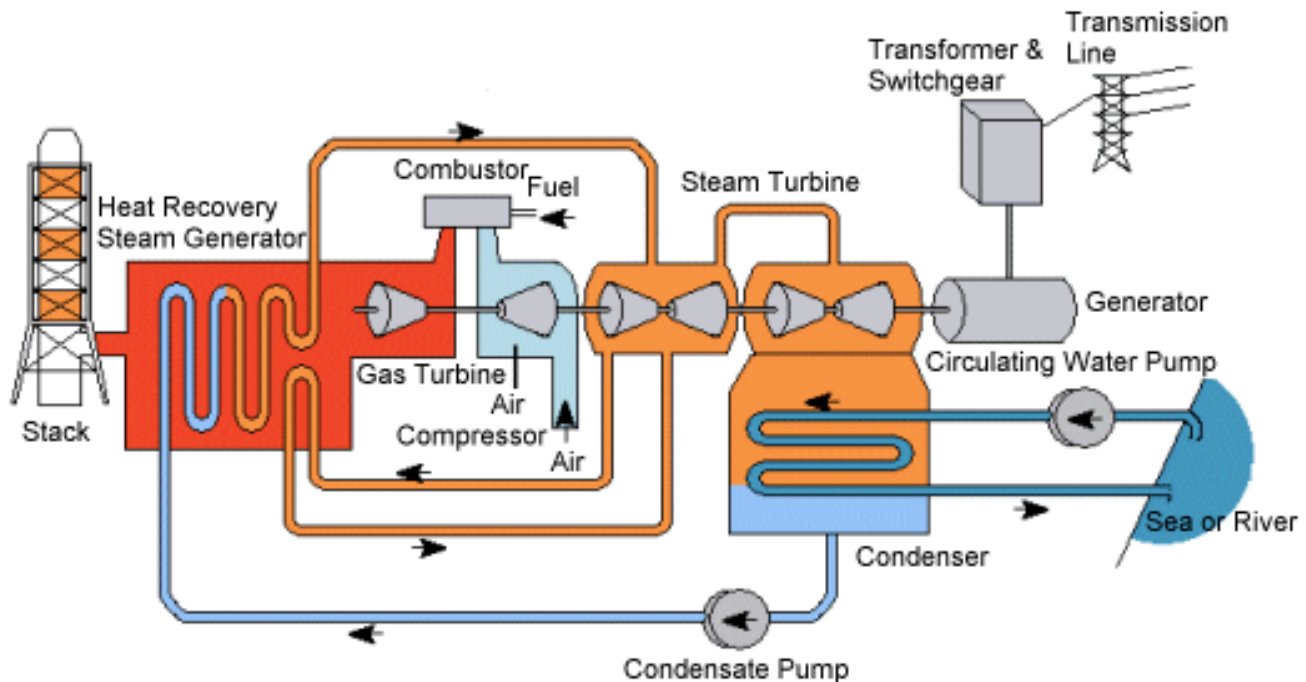 Transmission
Line
Transformer &
Switchgear
Combustor
Fuel
Steam Turbine
Heat Recovery
Steam Generator
Generator
Gas Turbine
Air
Compressor
Air
Circulating Water Pump
Stack
Sea or River
Condenser
Condensate Pump